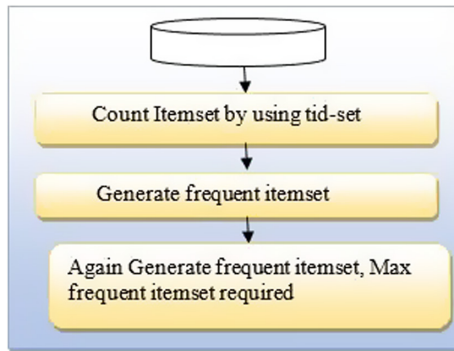 Count Itemset by using tid-set
Generate frequent itemset
Again Generate frequent itemset, Max
frequent itemset required